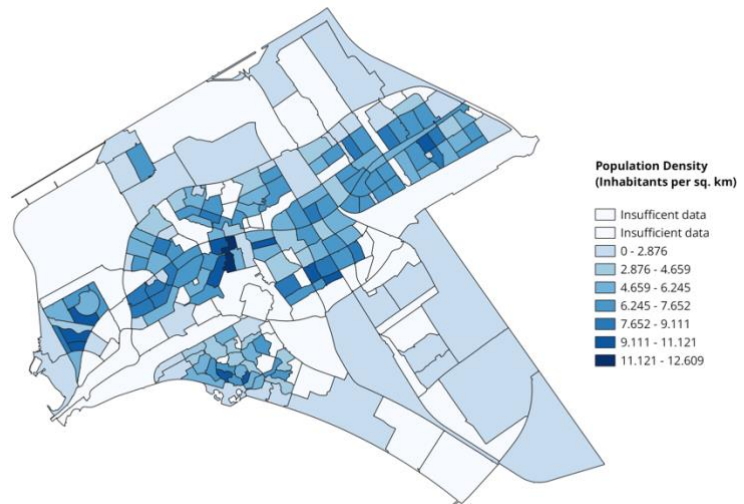 Population Density
(Inhabitants per sq. km)
Insufficent data
Insufficient data
0 - 2.876
2.876 - 4.659
4.659 - 6.245
6.245 - 7.652
7.652 - 9.111
9.111 - 11.121
11.121 - 12.609